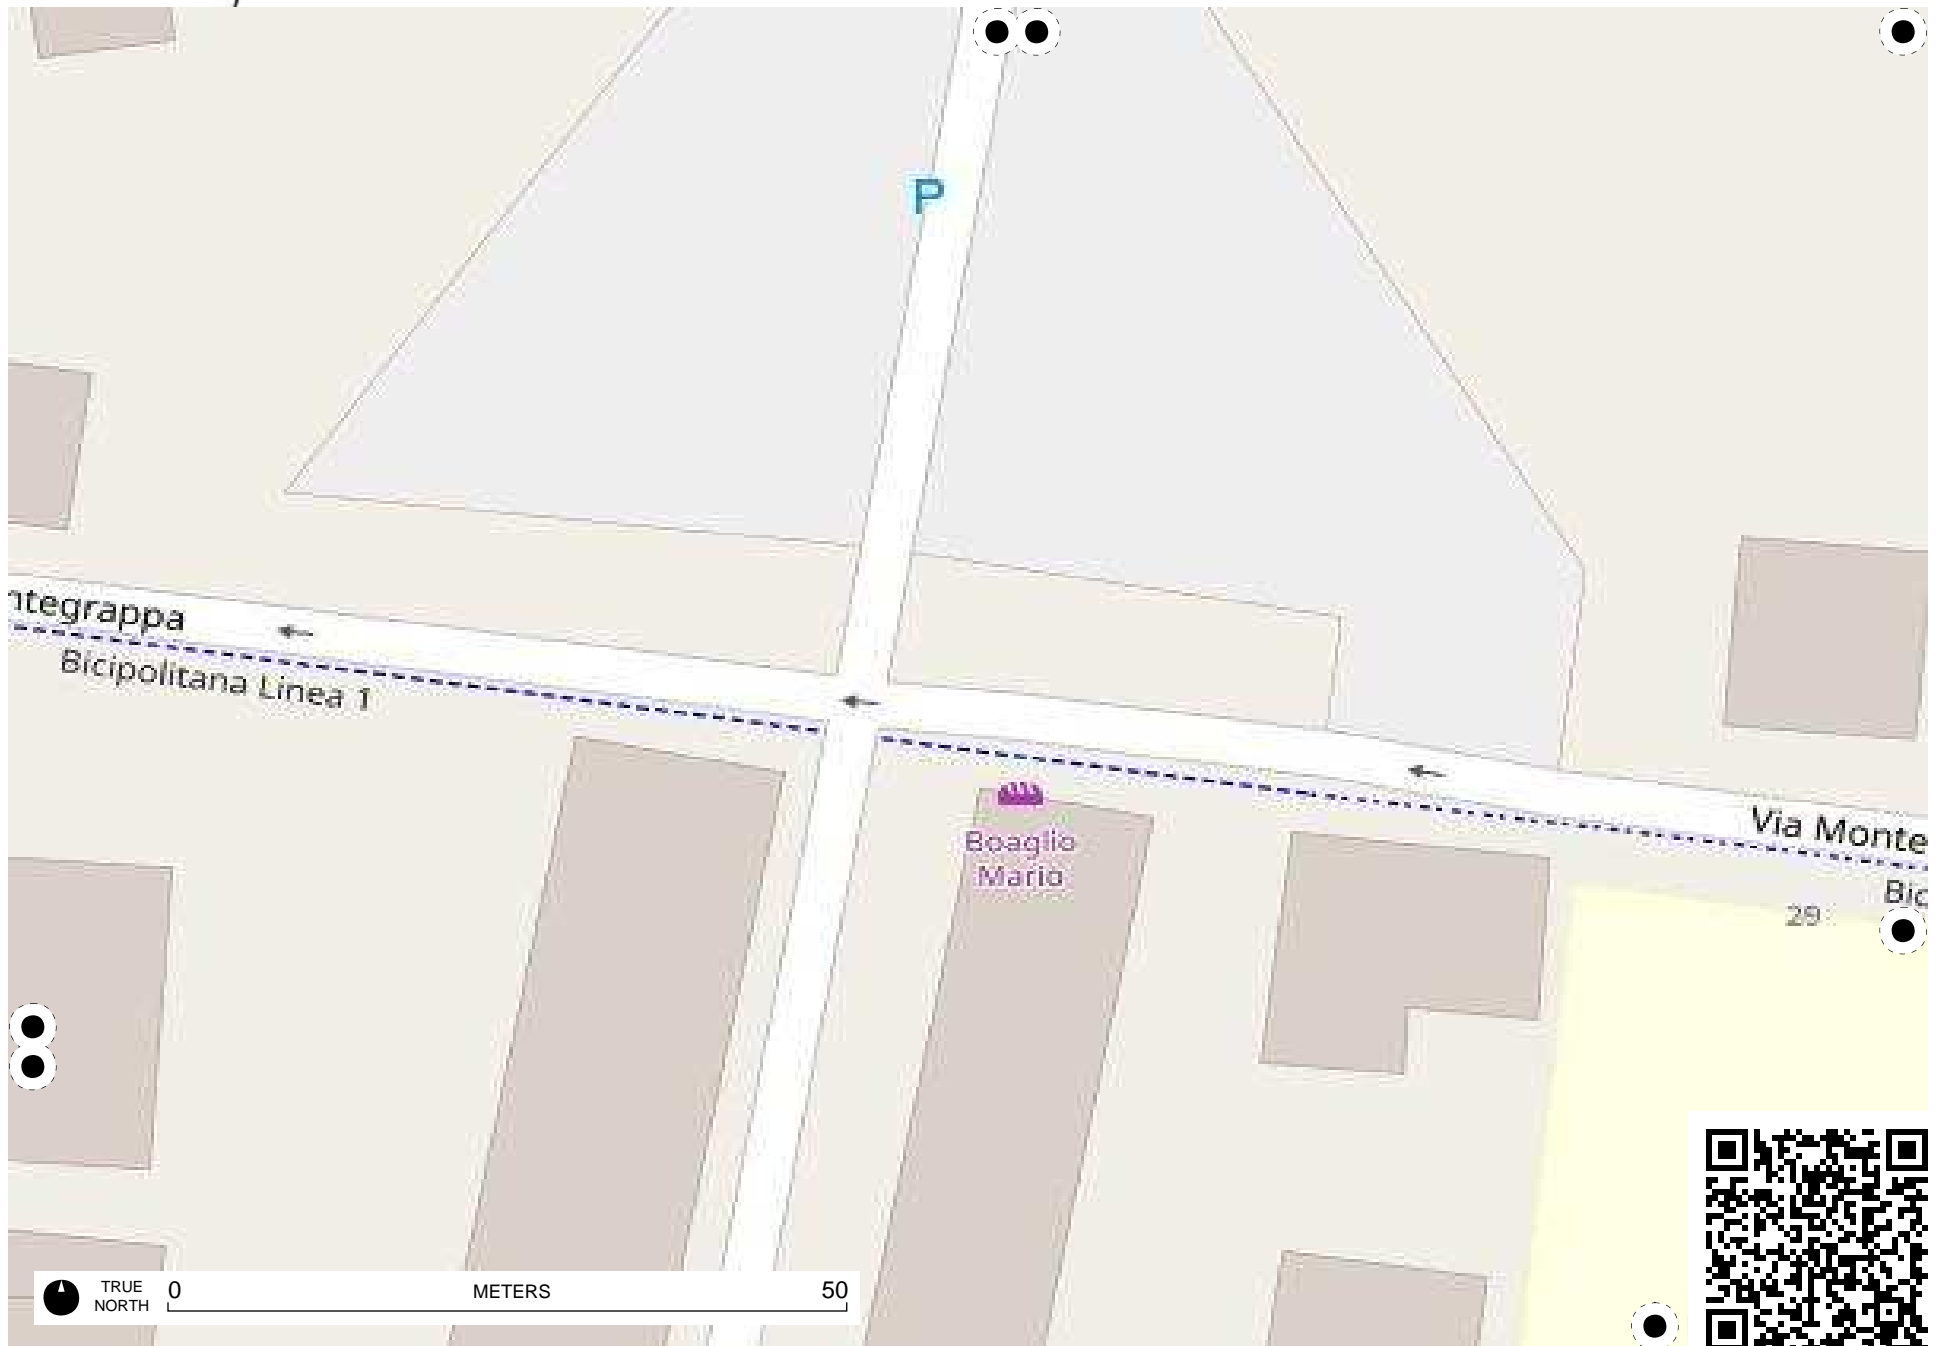 P
ntegrappa
Bicipolitana Linea 1
Via Monte
Bic
29
Boaglio
Mario
TRUE
NORTH
0
METERS
50